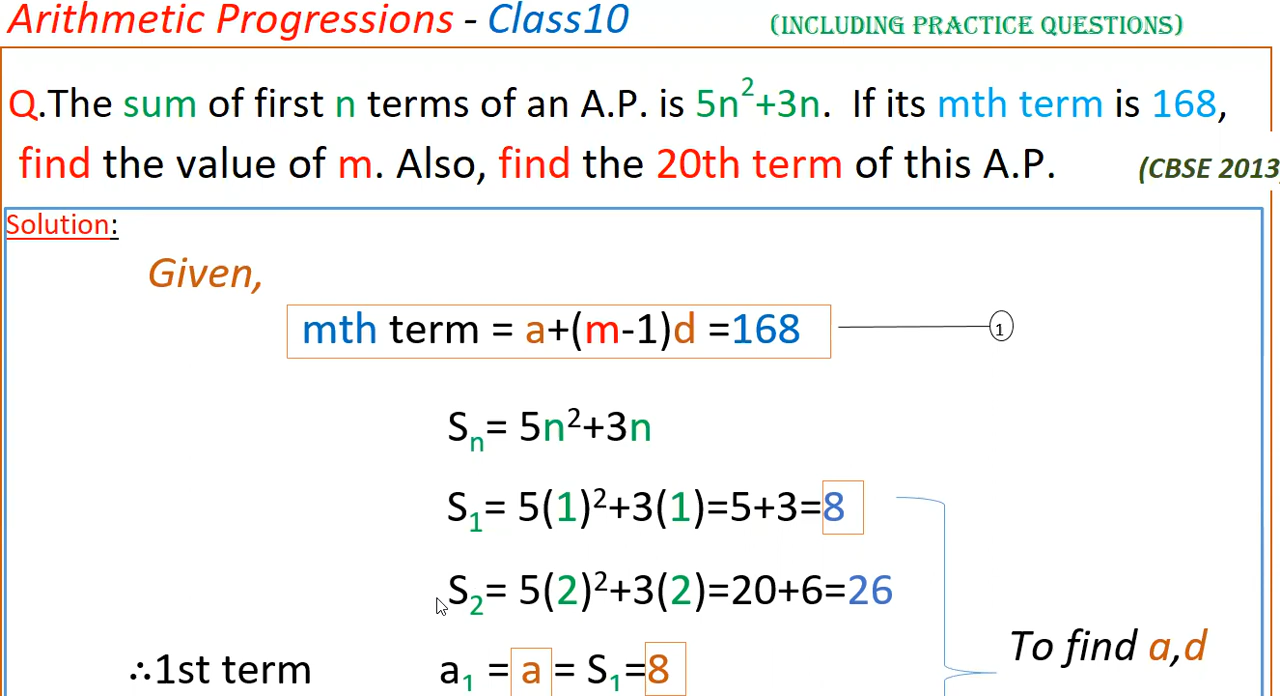 Arithmetic Progressions - Class10 (INCLUDING PRACTICE QUESTIONS)
Q.The sum of first n terms of an A.P. is 5n²+3n. If its mth term is 168,
find the value of m. Also, find the 20th term of this A.P. (CBSE 2013)
Solution:
Given,
mth term = a+(m-1)d =168 1
Sₙ= 5n²+3n
S₁= 5(1)²+3(1)=5+3=8
S₂= 5(2)²+3(2)=20+6=26
To find a,d
∴1st term a₁ = a = S₁=8